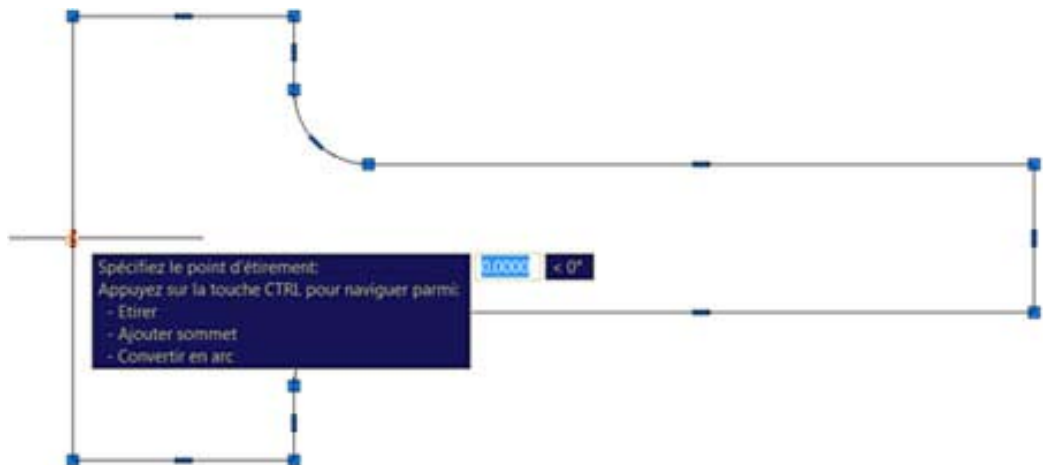 Spécifiez le point d'étirement:
0.0000 < 0°
Appuyez sur la touche CTRL pour naviguer parmi:
- Etirer
- Ajouter sommet
- Convertir en arc